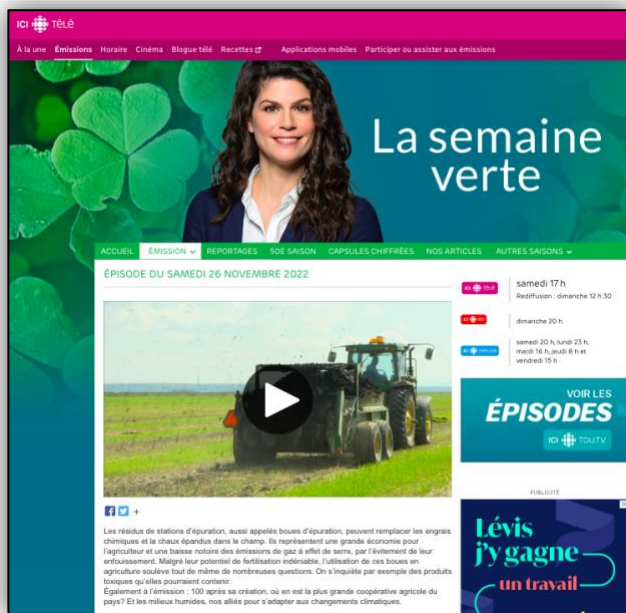 ICI TÉLÉ
À la une Émissions Horaire Cinéma Blogue télé Recettes Applications mobiles Participer ou assister aux émissions
La semaine
verte
ACCUEIL ÉMISSION REPORTAGES 50E SAISON CAPSULES CHIFFRÉES NOS ARTICLES AUTRES SAISONS
ÉPISODE DU SAMEDI 26 NOVEMBRE 2022
ICI TÉLÉ
samedi 17 h
Rediffusion : dimanche 12 h 30
ICI
dimanche 20 h
ICI
samedi 20 h, lundi 23 h,
mardi 16 h, jeudi 8 h et
vendredi 15 h
VOIR LES
ÉPISODES
ICI TOU.TV
PUBLICITÉ
Lévis
j'y gagne
un travail
Les résidus de stations d'épuration, aussi appelés boues d'épuration, peuvent remplacer les engrais
chimiques et la chaux épandus dans le champ. Ils représentent une grande économie pour
l'agriculteur et une baisse notoire des émissions de gaz à effet de serre, par l'évitement de leur
enfouissement. Malgré leur potentiel de fertilisation indéniable, l'utilisation de ces boues en
agriculture soulève tout de même de nombreuses questions. On s'inquiète par exemple des produits
toxiques qu'elles pourraient contenir.
Également à l'émission : 100 après sa création, où en est la plus grande coopérative agricole du
pays? Et les milieux humides, nos alliés pour s'adapter aux changements climatiques.